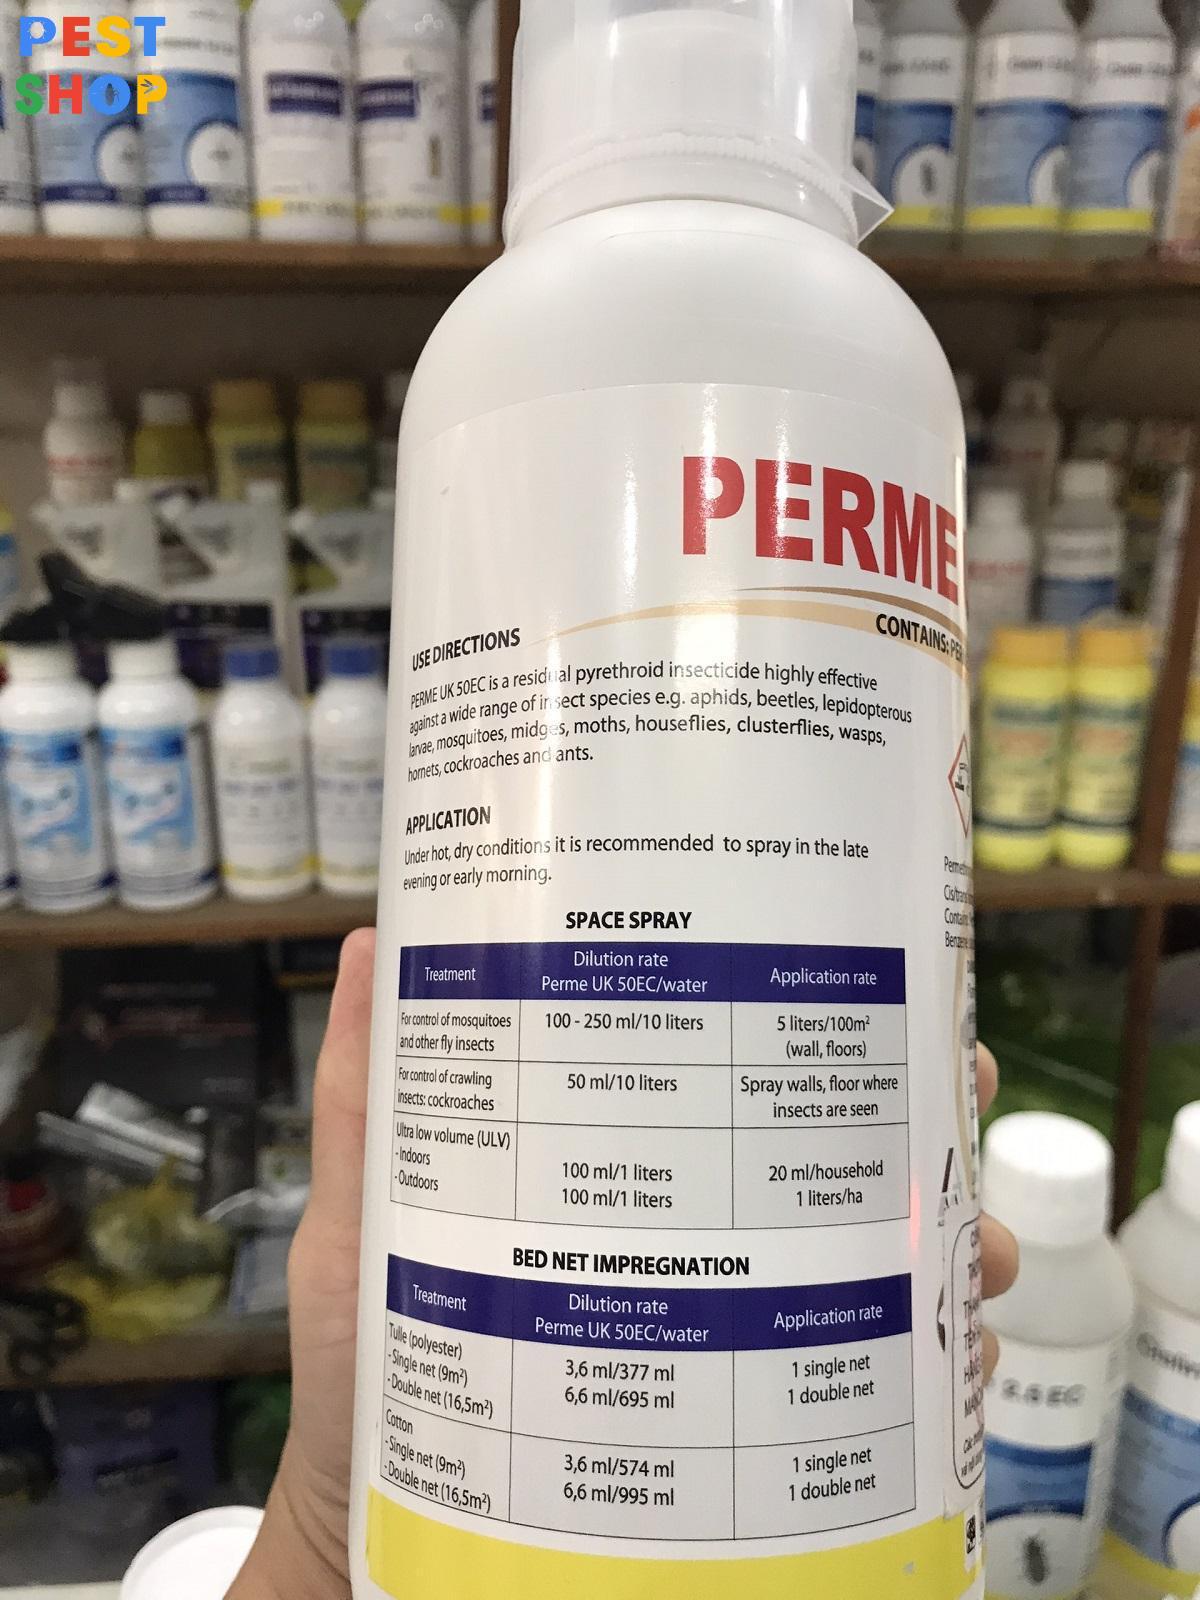 PEST
SHOP
PERME
CONTAINS: PER
USE DIRECTIONS
PERME UK 50EC is a residual pyrethroid insecticide highly effective
against a wide range of insect species e.g. aphids, beetles, lepidopterous
larvae, mosquitoes, midges, moths, houseflies, clusterflies, wasps,
hornets, cockroaches and ants.
APPLICATION
Under hot, dry conditions it is recommended to spray in the late
evening or early morning.
SPACE SPRAY
Treatment
Dilution rate
Perme UK 50EC/water
Application rate
For control of mosquitoes
and other fly insects
100 - 250 ml/10 liters
5 liters/100m²
(wall, floors)
For control of crawling
insects: cockroaches
50 ml/10 liters
Spray walls, floor where
insects are seen
Ultra low volume (ULV)
- Indoors
- Outdoors
100 ml/1 liters
100 ml/1 liters
20 ml/household
1 liters/ha
BED NET IMPREGNATION
Treatment
Dilution rate
Perme UK 50EC/water
Application rate
Tulle (polyester)
- Single net (9m²)
- Double net (16,5m²)
3,6 ml/377 ml
6,6 ml/695 ml
1 single net
1 double net
Cotton
- Single net (9m²)
- Double net (16,5m²)
3,6 ml/574 ml
6,6 ml/995 ml
1 single net
1 double net